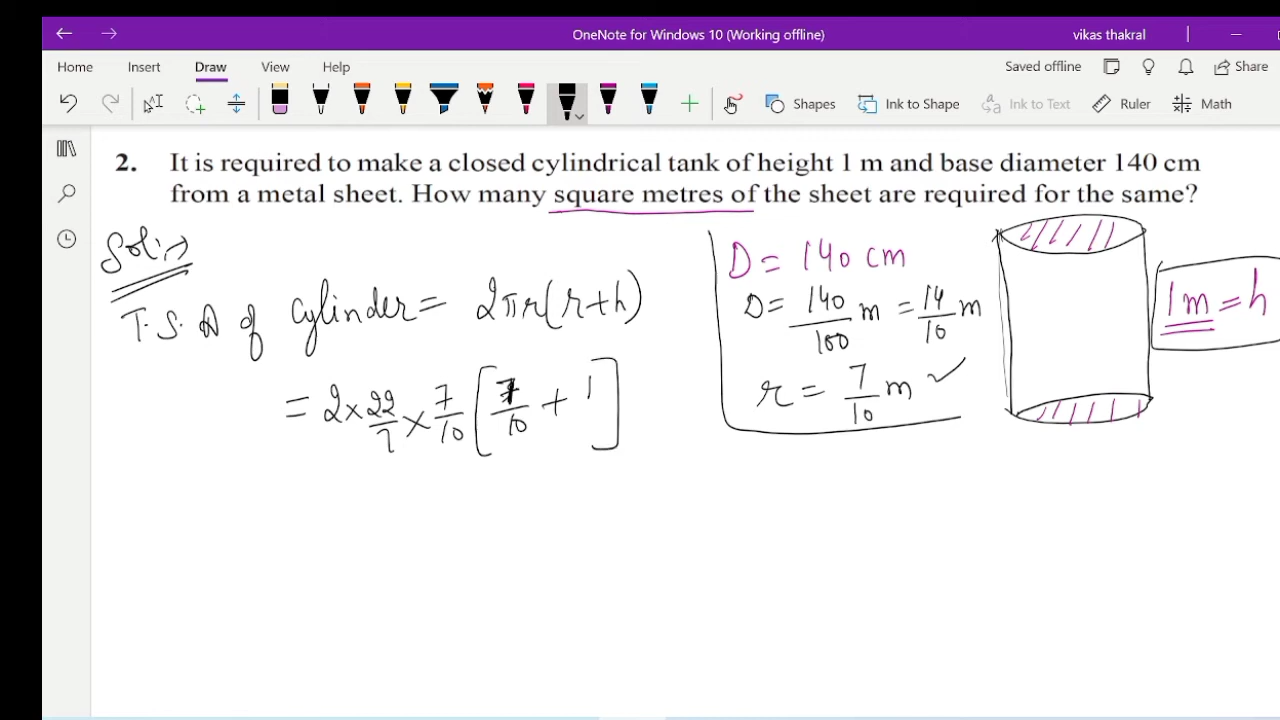 OneNote for Windows 10 (Working offline)
vikas thakral
Home Insert Draw View Help
Saved offline
Share
Shapes Ink to Shape Ink to Text Ruler Math
2. It is required to make a closed cylindrical tank of height 1 m and base diameter 140 cm
from a metal sheet. How many square metres of the sheet are required for the same?
Sol:→
T.S.A of cylinder = 2πr(r+h)
= 2 × 22/7 × 7/10 [7/10 + 1]
D = 140 cm
D = 140/100 m = 14/10 m
r = 7/10 m ✓
1m = h